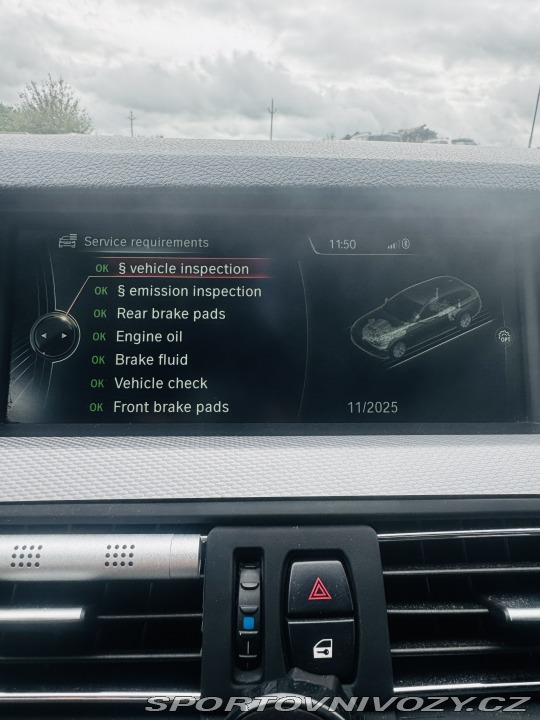 Service requirements
11:50
OK § vehicle inspection
OK § emission inspection
OK Rear brake pads
OK Engine oil
OK Brake fluid
OK Vehicle check
OK Front brake pads
11/2025
OPT
SPORTOVNIVOZY.CZ